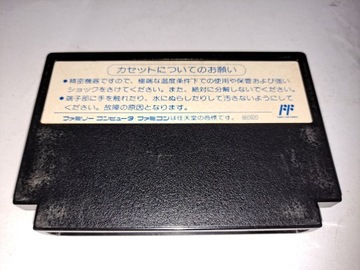 カセットについてのお願い
●精密機器ですので、極端な温度条件下での使用や保管および強い
ショックをさけてください。また、絶対に分解しないでください。
●端子部に手を触れたり、水にぬらしたりして汚さないようにして
ください。故障の原因となります。
ファミリー コンピュータ ファミコンは任天堂の商標です。
FF